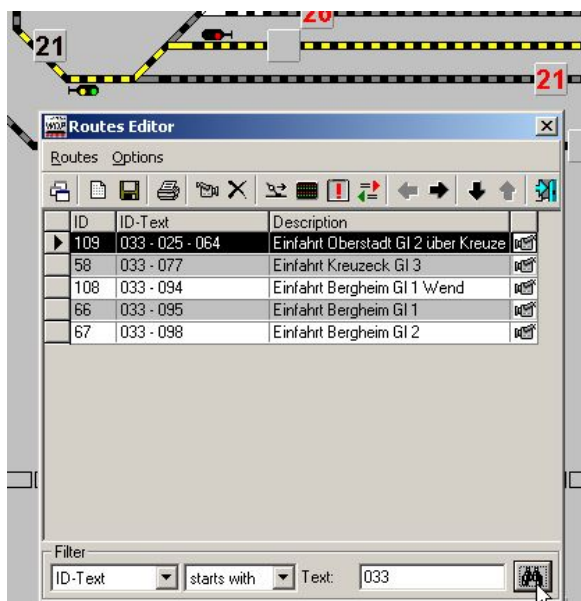 20
21
21
WDP Routes Editor
Routes Options
ID ID-Text Description
109 033 - 025 - 064 Einfahrt Oberstadt Gl 2 über Kreuze
58 033 - 077 Einfahrt Kreuzeck Gl 3
108 033 - 094 Einfahrt Bergheim Gl 1 Wend
66 033 - 095 Einfahrt Bergheim Gl 1
67 033 - 098 Einfahrt Bergheim Gl 2
Filter
ID-Text starts with Text: 033